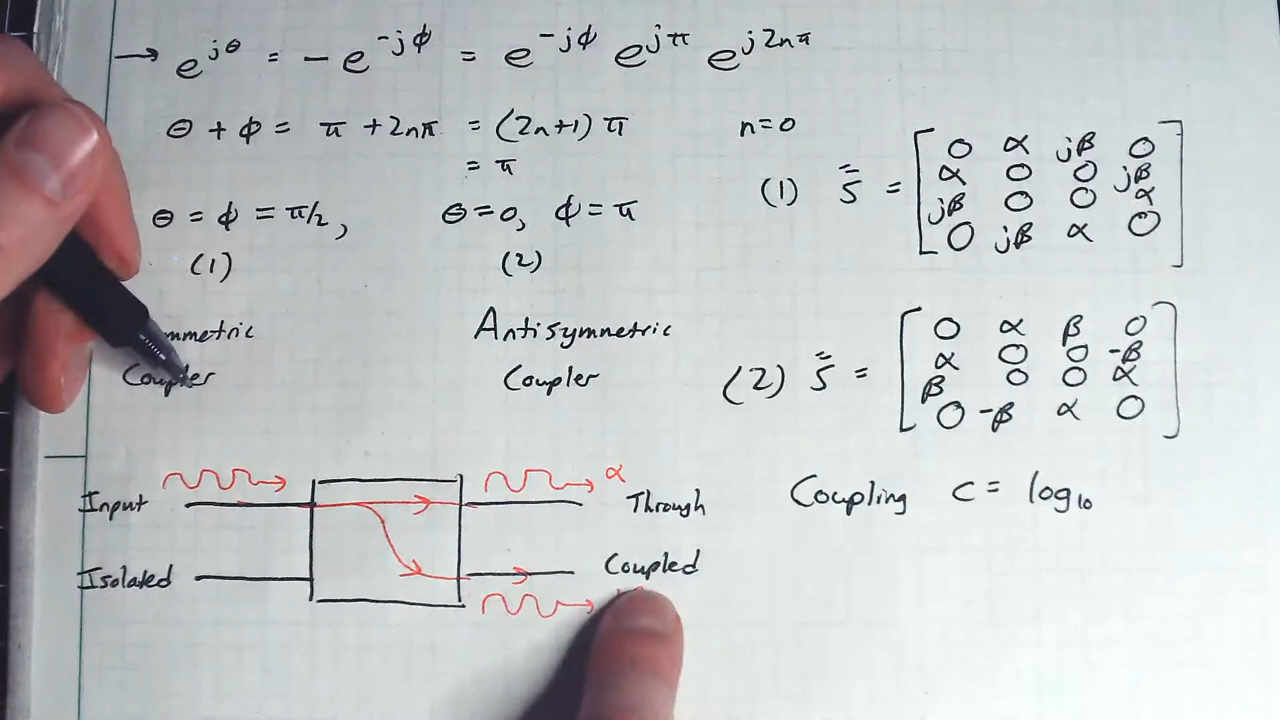 → e^{jθ} = -e^{-jϕ} = e^{-jϕ} e^{jπ} e^{j2nπ}
θ + ϕ = π + 2nπ = (2n+1)π
= π
n=0
θ = ϕ = π/2, θ=0, ϕ=π
(1) (2)
mmetric Antisymmetric
Coupler Coupler
(1) S̿ =
0 α jβ 0
α 0 0 jβ
jβ 0 0 α
0 jβ α 0
(2) S̿ =
0 α β 0
α 0 0 -β
β 0 0 α
0 -β α 0
Input α Through
Isolated Coupled
Coupling C = log₁₀